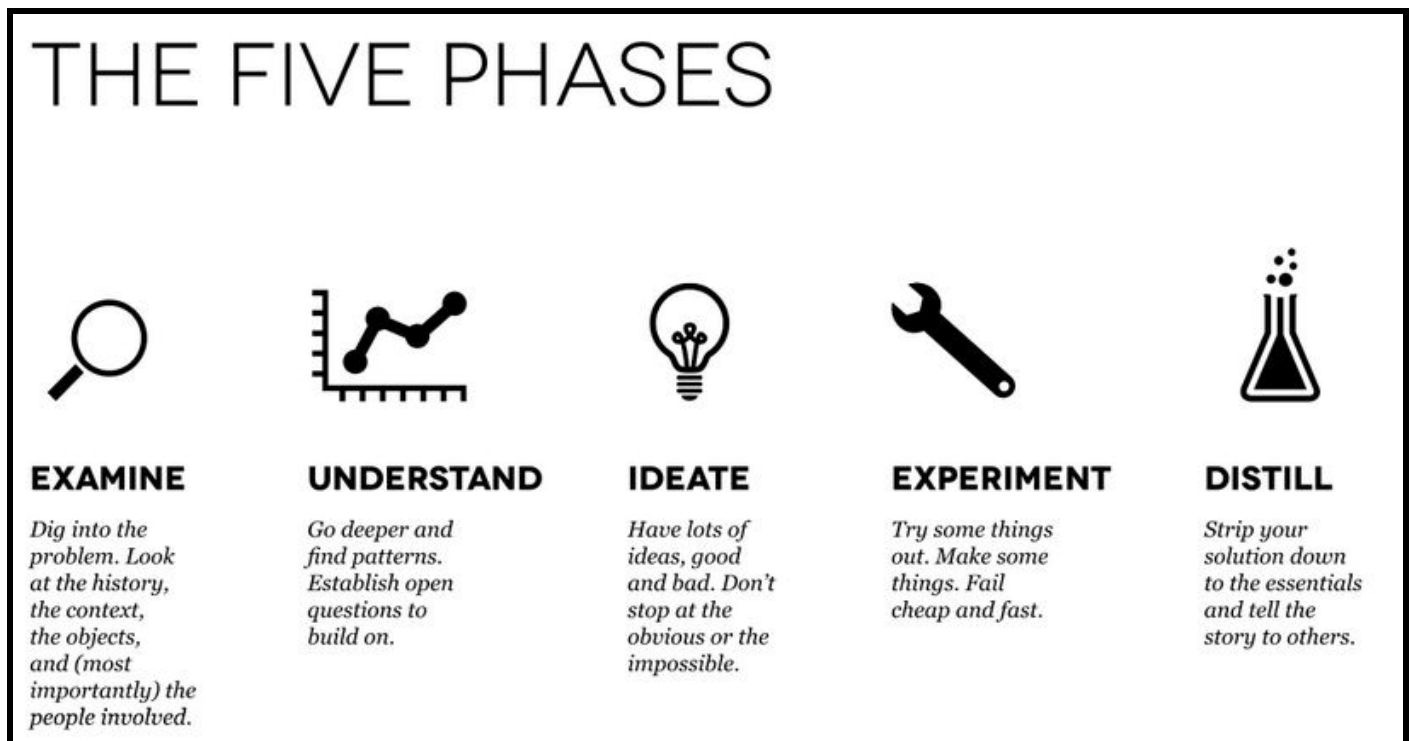 THE FIVE PHASES
EXAMINE
Dig into the
problem. Look
at the history,
the context,
the objects,
and (most
importantly) the
people involved.
UNDERSTAND
Go deeper and
find patterns.
Establish open
questions to
build on.
IDEATE
Have lots of
ideas, good
and bad. Don't
stop at the
obvious or the
impossible.
EXPERIMENT
Try some things
out. Make some
things. Fail
cheap and fast.
DISTILL
Strip your
solution down
to the essentials
and tell the
story to others.